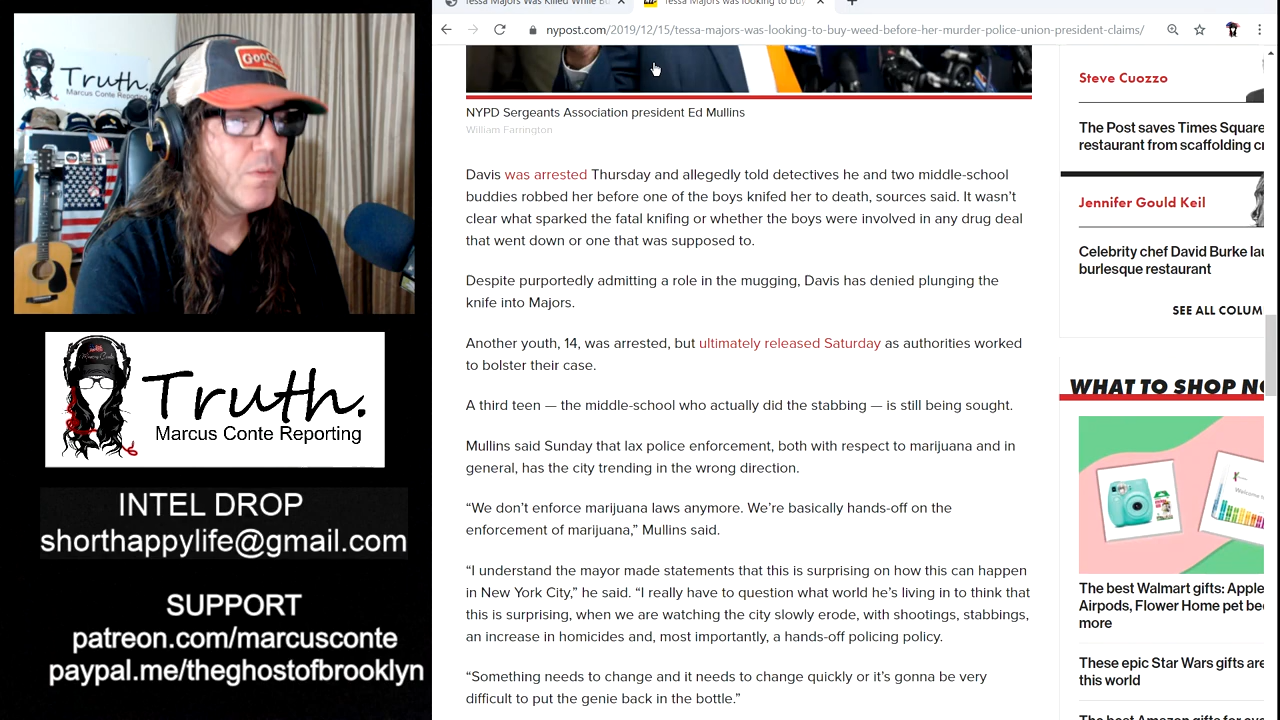 Tessa Majors Was Killed While Bu
Tessa Majors was looking to buy
nypost.com/2019/12/15/tessa-majors-was-looking-to-buy-weed-before-her-murder-police-union-president-claims/
Truth.
Marcus Conte Reporting
NYPD Sergeants Association president Ed Mullins
William Farrington
Davis was arrested Thursday and allegedly told detectives he and two middle-school
buddies robbed her before one of the boys knifed her to death, sources said. It wasn’t
clear what sparked the fatal knifing or whether the boys were involved in any drug deal
that went down or one that was supposed to.
Despite purportedly admitting a role in the mugging, Davis has denied plunging the
knife into Majors.
Another youth, 14, was arrested, but ultimately released Saturday as authorities worked
to bolster their case.
A third teen — the middle-school who actually did the stabbing — is still being sought.
Mullins said Sunday that lax police enforcement, both with respect to marijuana and in
general, has the city trending in the wrong direction.
“We don’t enforce marijuana laws anymore. We’re basically hands-off on the
enforcement of marijuana,” Mullins said.
“I understand the mayor made statements that this is surprising on how this can happen
in New York City,” he said. “I really have to question what world he’s living in to think that
this is surprising, when we are watching the city slowly erode, with shootings, stabbings,
an increase in homicides and, most importantly, a hands-off policing policy.
“Something needs to change and it needs to change quickly or it’s gonna be very
difficult to put the genie back in the bottle.”
Steve Cuozzo
The Post saves Times Square
restaurant from scaffolding cr
Jennifer Gould Keil
Celebrity chef David Burke lau
burlesque restaurant
SEE ALL COLUM
WHAT TO SHOP NO
The best Walmart gifts: Apple
Airpods, Flower Home pet bed
more
These epic Star Wars gifts are
this world
Truth.
Marcus Conte Reporting
INTEL DROP
shorthappylife@gmail.com
SUPPORT
patreon.com/marcusconte
paypal.me/theghostofbrooklyn